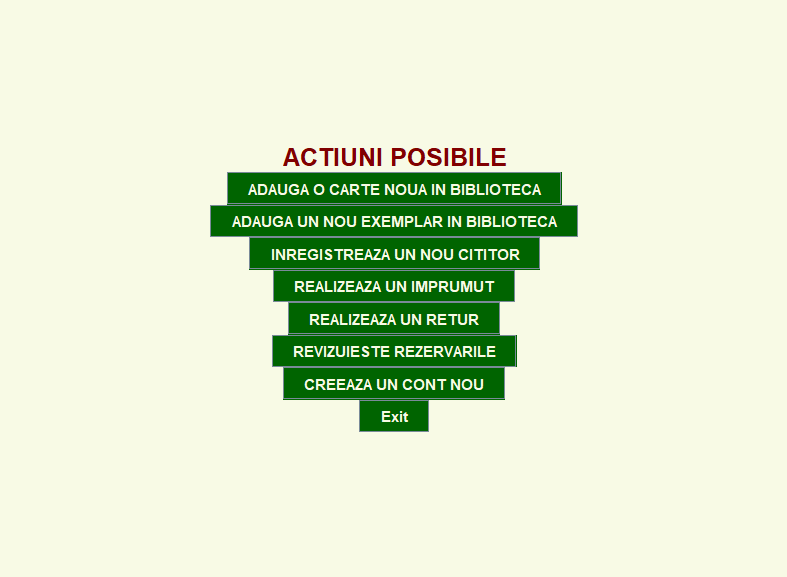 ACTIUNI POSIBILE
ADAUGA O CARTE NOUA IN BIBLIOTECA
ADAUGA UN NOU EXEMPLAR IN BIBLIOTECA
INREGISTREAZA UN NOU CITITOR
REALIZEAZA UN IMPRUMUT
REALIZEAZA UN RETUR
REVIZUIESTE REZERVARILE
CREEAZA UN CONT NOU
Exit